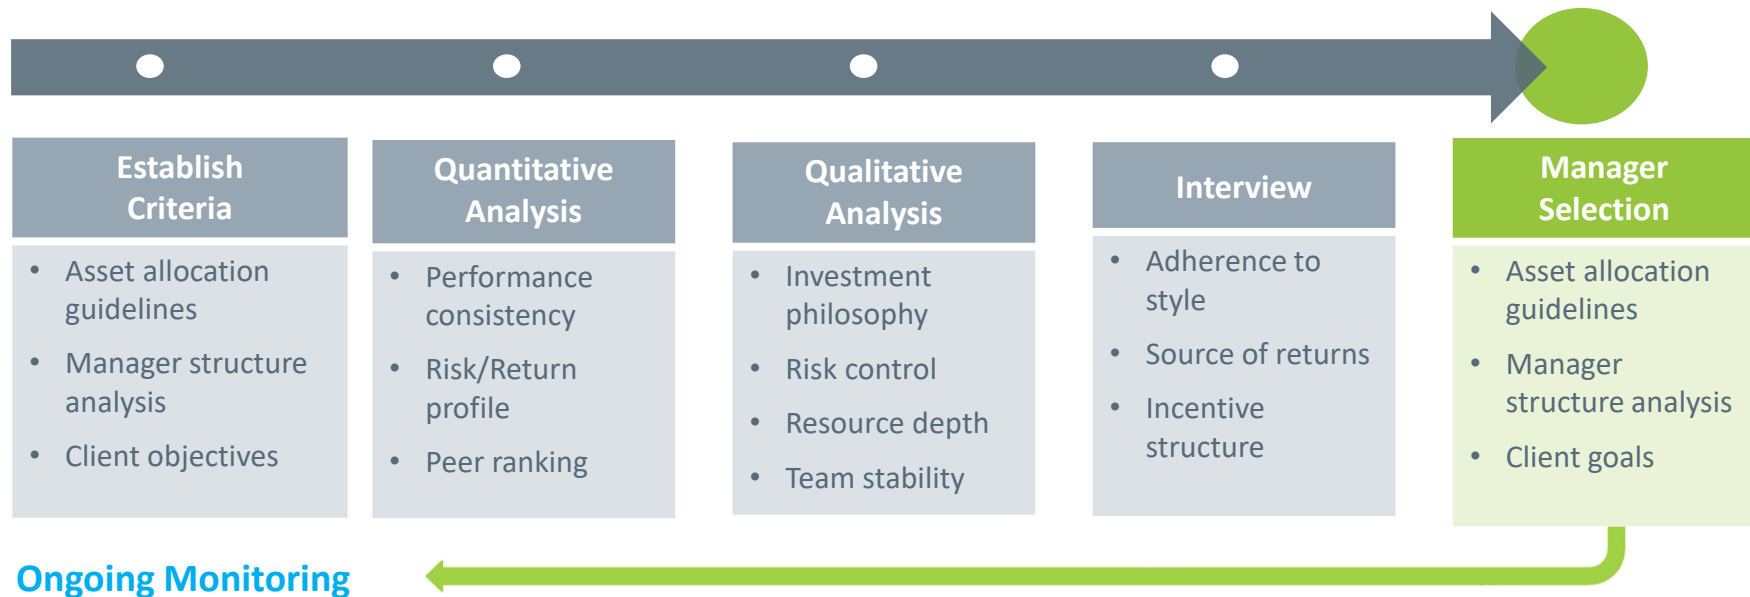 Establish
Criteria
• Asset allocation
guidelines
• Manager structure
analysis
• Client objectives
Quantitative
Analysis
• Performance
consistency
• Risk/Return
profile
• Peer ranking
Qualitative
Analysis
• Investment
philosophy
• Risk control
• Resource depth
• Team stability
Interview
• Adherence to
style
• Source of returns
• Incentive
structure
Manager
Selection
• Asset allocation
guidelines
• Manager
structure analysis
• Client goals
Ongoing Monitoring